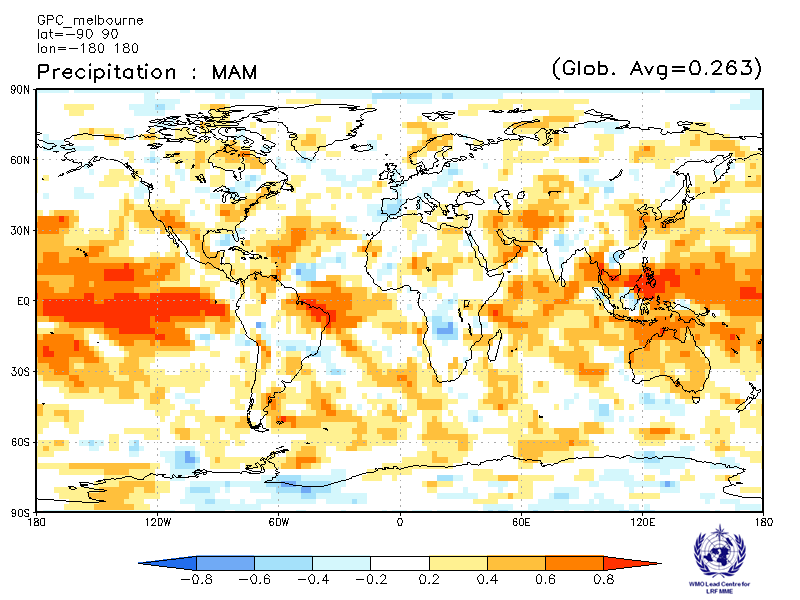 GPC_melbourne
lat=−90 90
lon=−180 180
Precipitation : MAM
(Glob. Avg=0.263)
90N
60N
30N
EQ
30S
60S
90S
180 120W 60W 0 60E 120E 180
−0.8 −0.6 −0.4 −0.2 0.2 0.4 0.6 0.8
WMO Lead Centre for
LRF MME